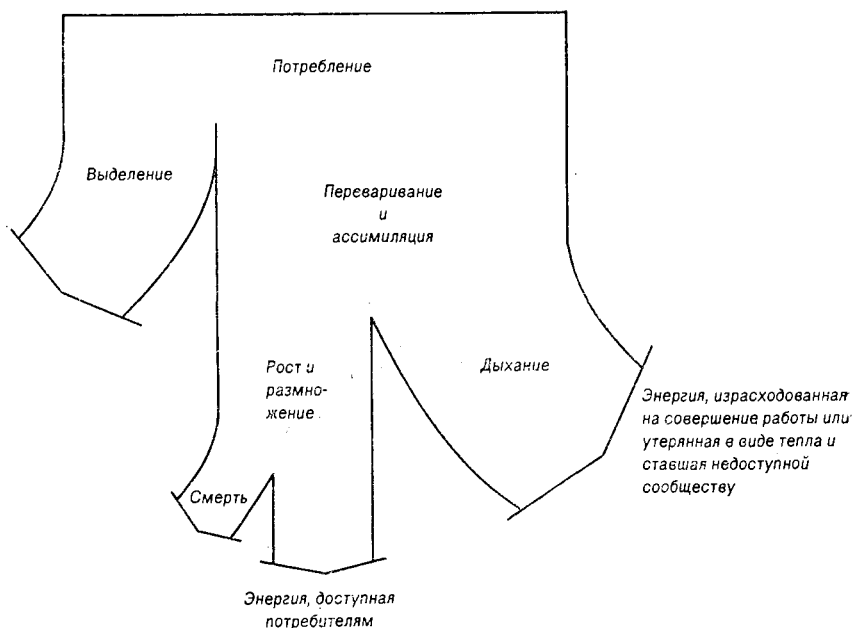 Потребление
Выделение
Переваривание
и
ассимиляция
Рост и
размно-
жение
Дыхание
Энергия, израсходованная
на совершение работы или
утерянная в виде тепла и
ставшая недоступной
сообществу
Смерть
Энергия, доступная
потребителям